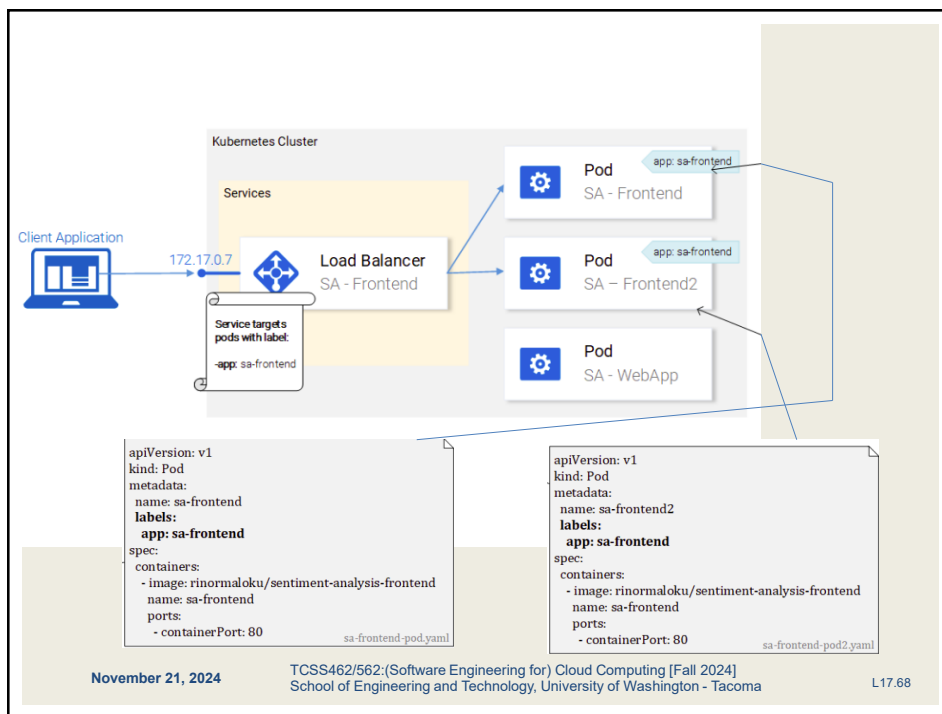 Kubernetes Cluster
Services
Client Application
172.17.0.7
Load Balancer
SA - Frontend
Service targets
pods with label:
-app: sa-frontend
Pod
SA - Frontend
app: sa-frontend
Pod
SA – Frontend2
app: sa-frontend
Pod
SA - WebApp
apiVersion: v1
kind: Pod
metadata:
name: sa-frontend
labels:
app: sa-frontend
spec:
containers:
- image: rinormaloku/sentiment-analysis-frontend
name: sa-frontend
ports:
- containerPort: 80
sa-frontend-pod.yaml
apiVersion: v1
kind: Pod
metadata:
name: sa-frontend2
labels:
app: sa-frontend
spec:
containers:
- image: rinormaloku/sentiment-analysis-frontend
name: sa-frontend
ports:
- containerPort: 80
sa-frontend-pod2.yaml
November 21, 2024
TCSS462/562:(Software Engineering for) Cloud Computing [Fall 2024]
School of Engineering and Technology, University of Washington - Tacoma
L17.68